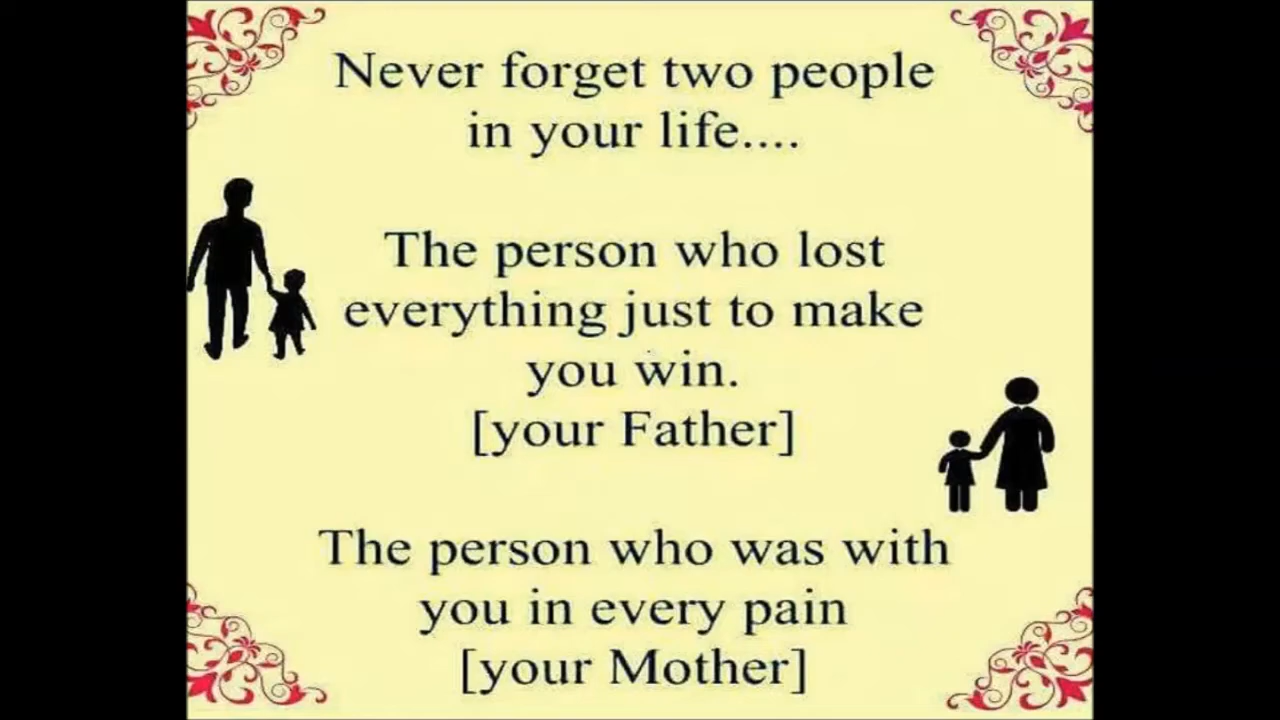 Never forget two people
in your life....
The person who lost
everything just to make
you win.
[your Father]
The person who was with
you in every pain
[your Mother]